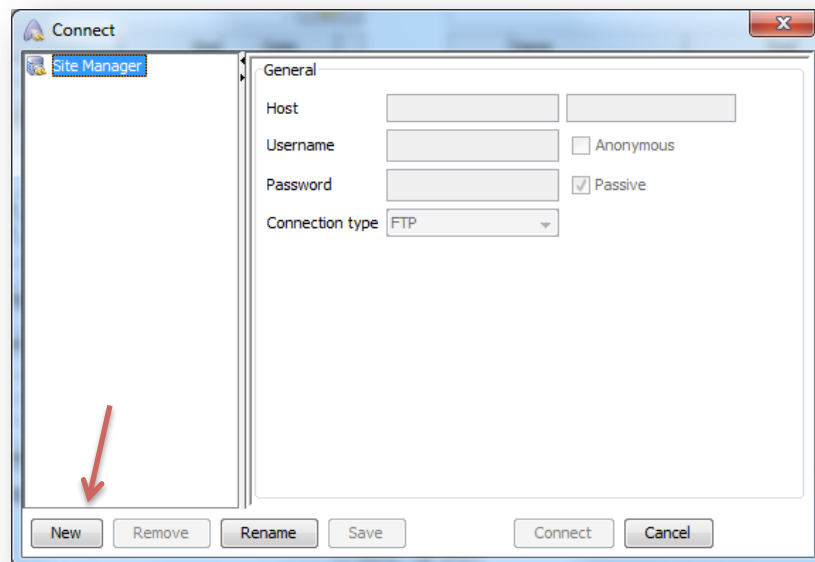 Connect
Site Manager
General
Host
Username
Anonymous
Password
Passive
Connection type FTP
New Remove Rename Save Connect Cancel